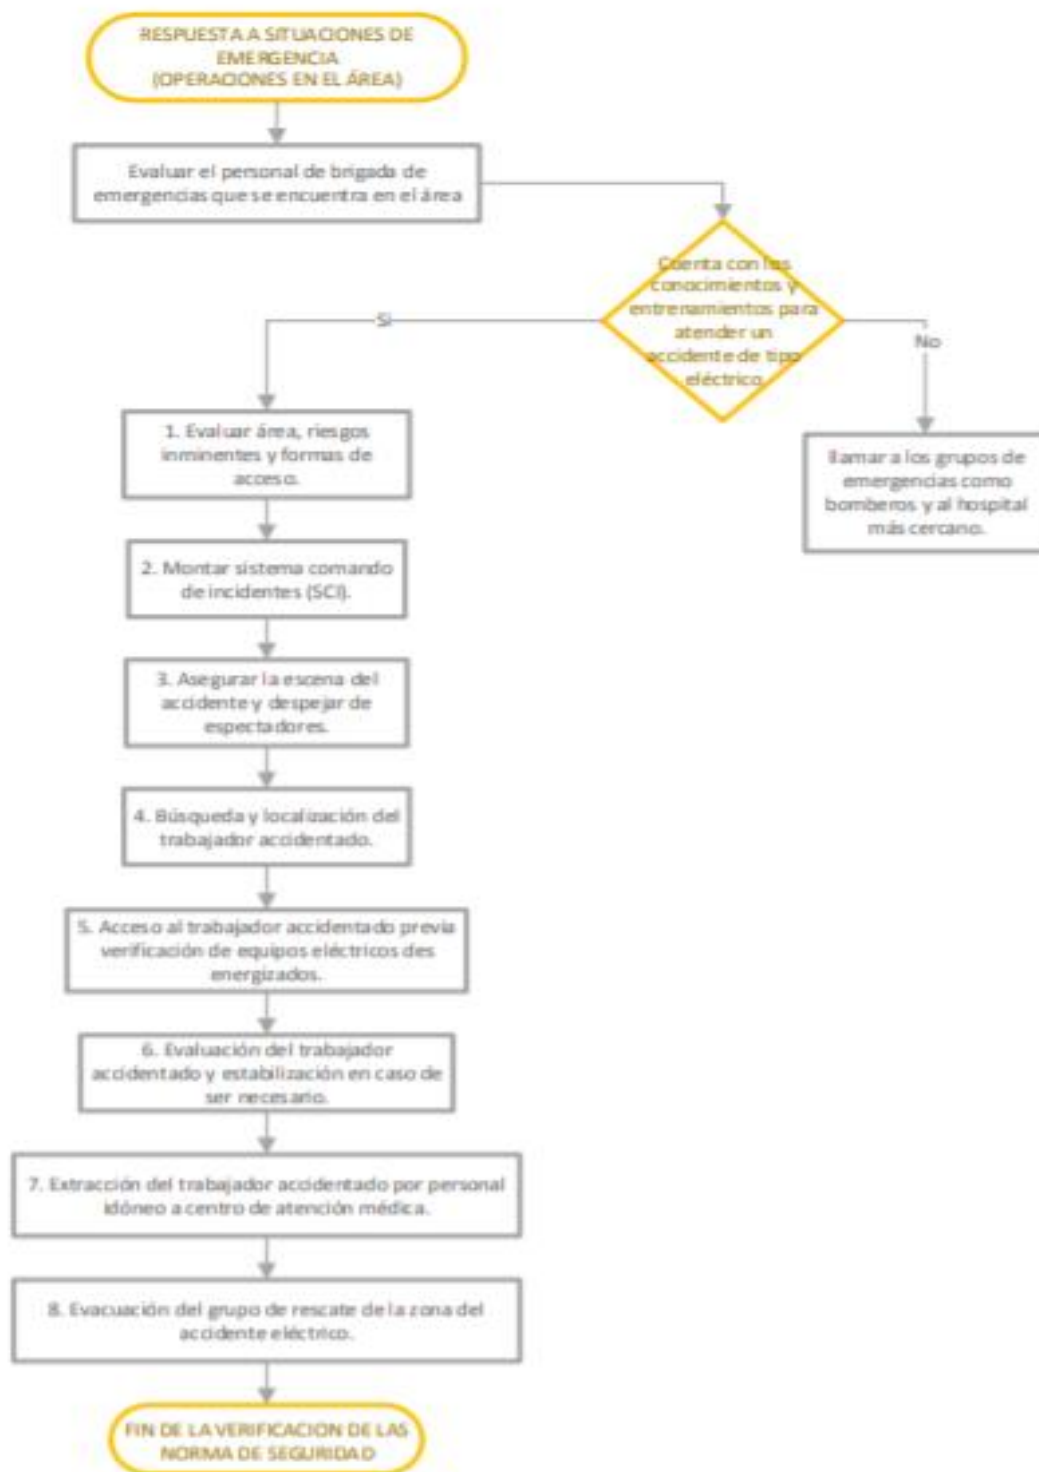 RESPUESTA A SITUACIONES DE
EMERGENCIA
(OPERACIONES EN EL ÁREA)
Evaluar el personal de brigada de
emergencias que se encuentra en el área
Cuenta con los
conocimientos y
entrenamientos para
atender un
accidente de tipo
eléctrico
Si
No
1. Evaluar área, riesgos
inminentes y formas de
acceso.
llamar a los grupos de
emergencias como
bomberos y al hospital
más cercano.
2. Montar sistema comando
de incidentes (SCI).
3. Asegurar la escena del
accidente y despejar de
espectadores.
4. Búsqueda y localización del
trabajador accidentado.
5. Acceso al trabajador accidentado previa
verificación de equipos eléctricos des
energizados.
6. Evaluación del trabajador
accidentado y estabilización en caso de
ser necesario.
7. Extracción del trabajador accidentado por personal
idóneo a centro de atención médica.
8. Evacuación del grupo de rescate de la zona del
accidente eléctrico.
FIN DE LA VERIFICACION DE LAS
NORMA DE SEGURIDAD